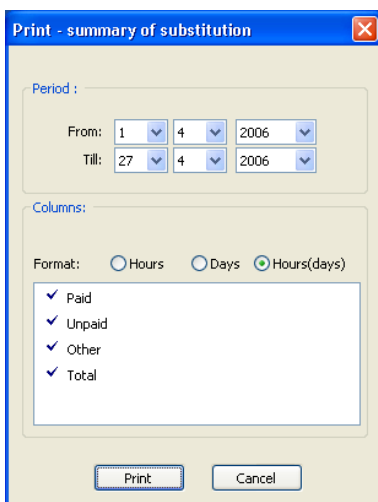 Print - summary of substitution
Period :
From: 1 4 2006
Till: 27 4 2006
Columns:
Format: Hours Days Hours(days)
Paid
Unpaid
Other
Total
Print Cancel